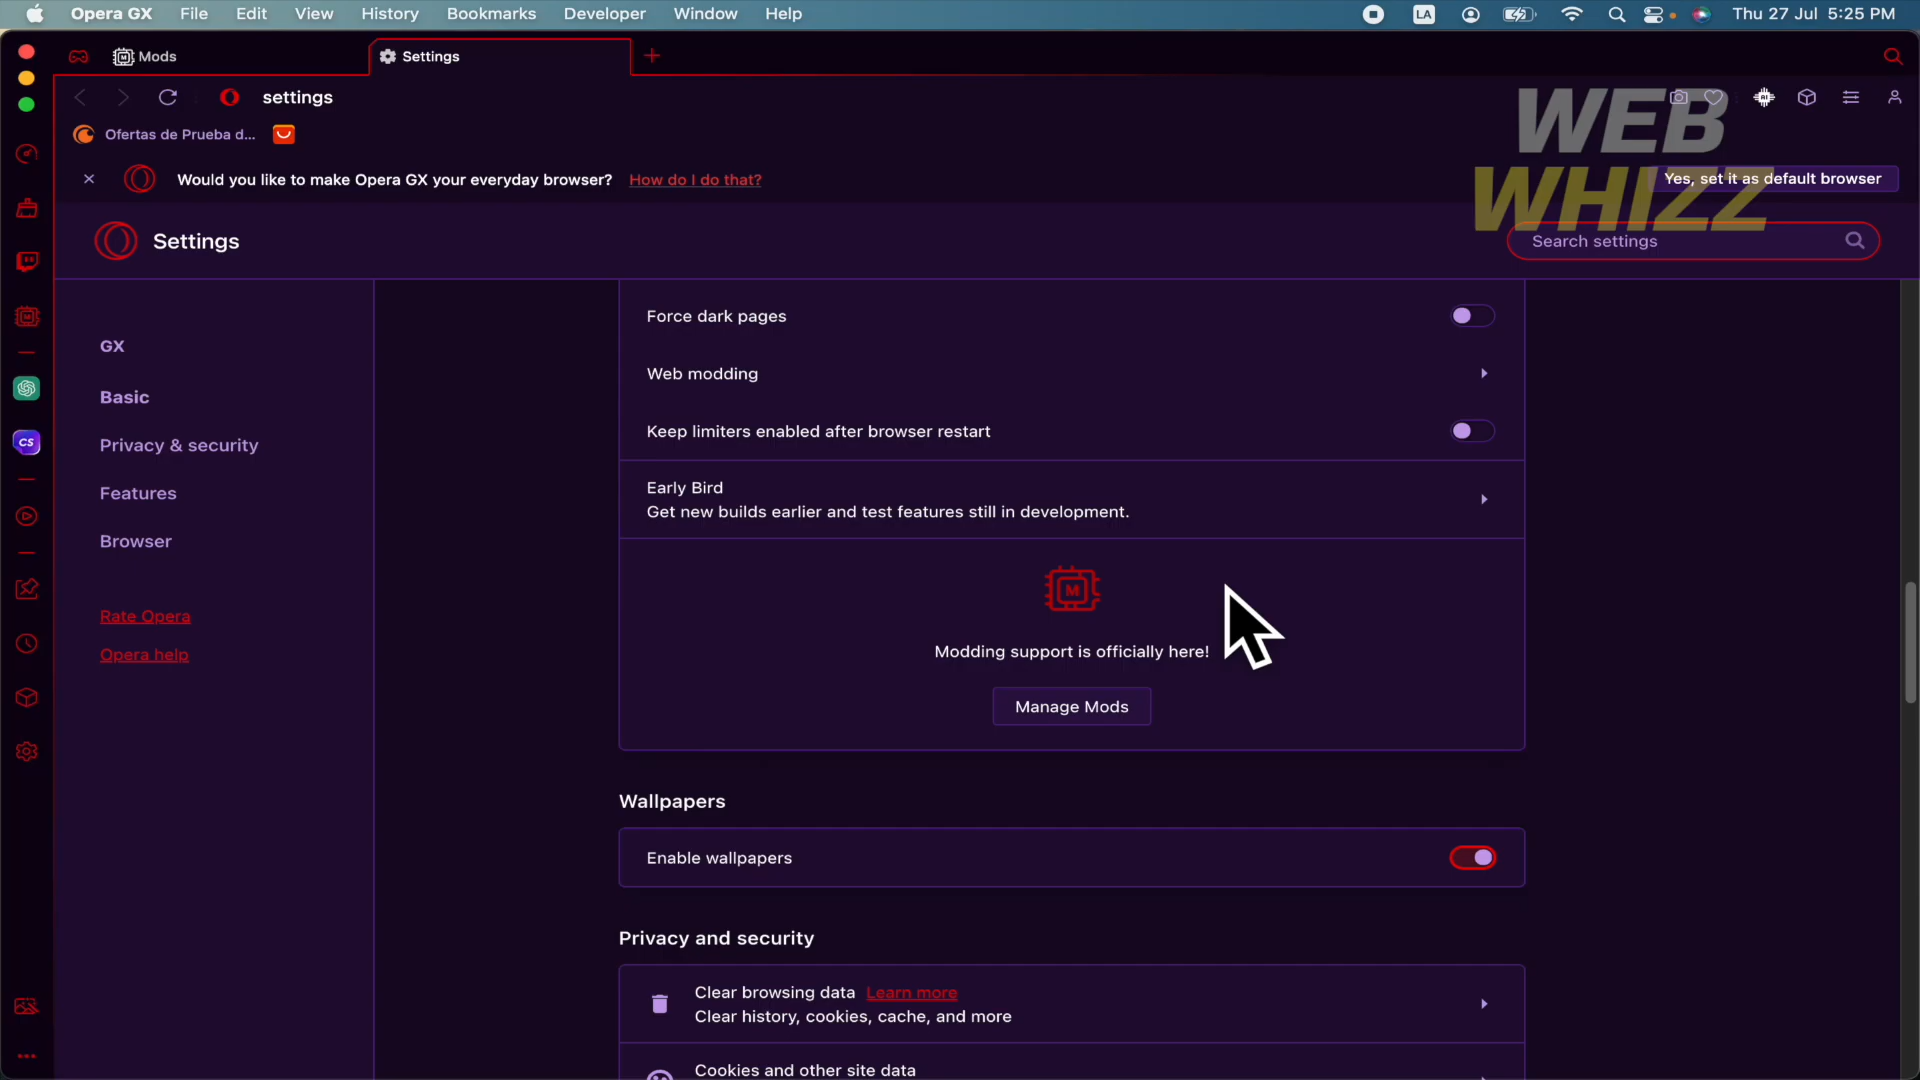 Opera GX File Edit View History Bookmarks Developer Window Help LA Thu 27 Jul 5:25 PM
Mods Settings
settings
Ofertas de Prueba d...
WEB
WHIZZ
Would you like to make Opera GX your everyday browser? How do I do that? Yes, set it as default browser
Settings Search settings
Force dark pages
GX
Web modding
Basic
Keep limiters enabled after browser restart
Privacy & security
CS
Early Bird
Features
Get new builds earlier and test features still in development.
Browser
M
Rate Opera
Modding support is officially here!
Opera help
Manage Mods
Wallpapers
Enable wallpapers
Privacy and security
Clear browsing data Learn more
Clear history, cookies, cache, and more
Cookies and other site data